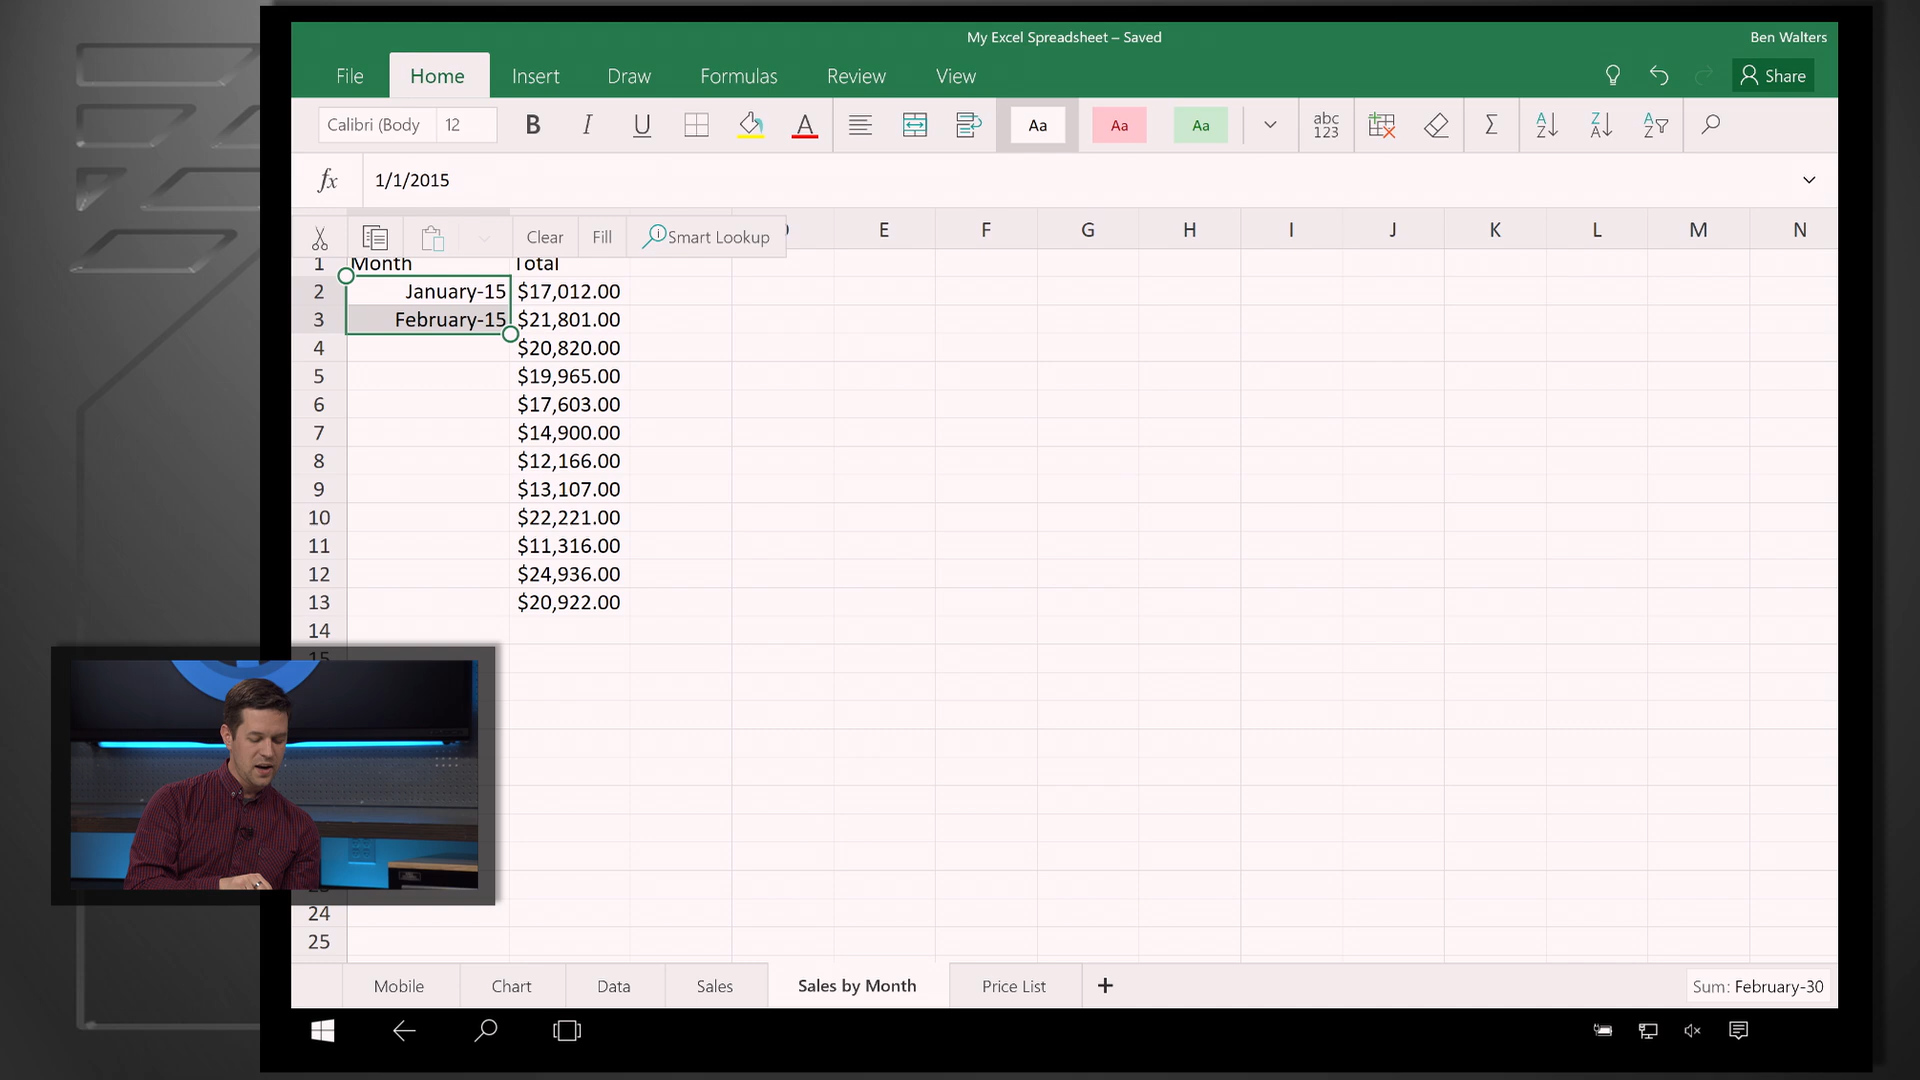 My Excel Spreadsheet – Saved
Ben Walters
File
Home
Insert
Draw
Formulas
Review
View
Share
Calibri (Body
12
B
I
U
A
Aa
Aa
Aa
abc
123
Σ
A
Z
Z
A
A
Z
fx
1/1/2015
Clear
Fill
Smart Lookup
E
F
G
H
I
J
K
L
M
N
1 Month Total
2 January-15 $17,012.00
3 February-15 $21,801.00
4 $20,820.00
5 $19,965.00
6 $17,603.00
7 $14,900.00
8 $12,166.00
9 $13,107.00
10 $22,221.00
11 $11,316.00
12 $24,936.00
13 $20,922.00
14
24
25
Mobile
Chart
Data
Sales
Sales by Month
Price List
+
Sum: February-30